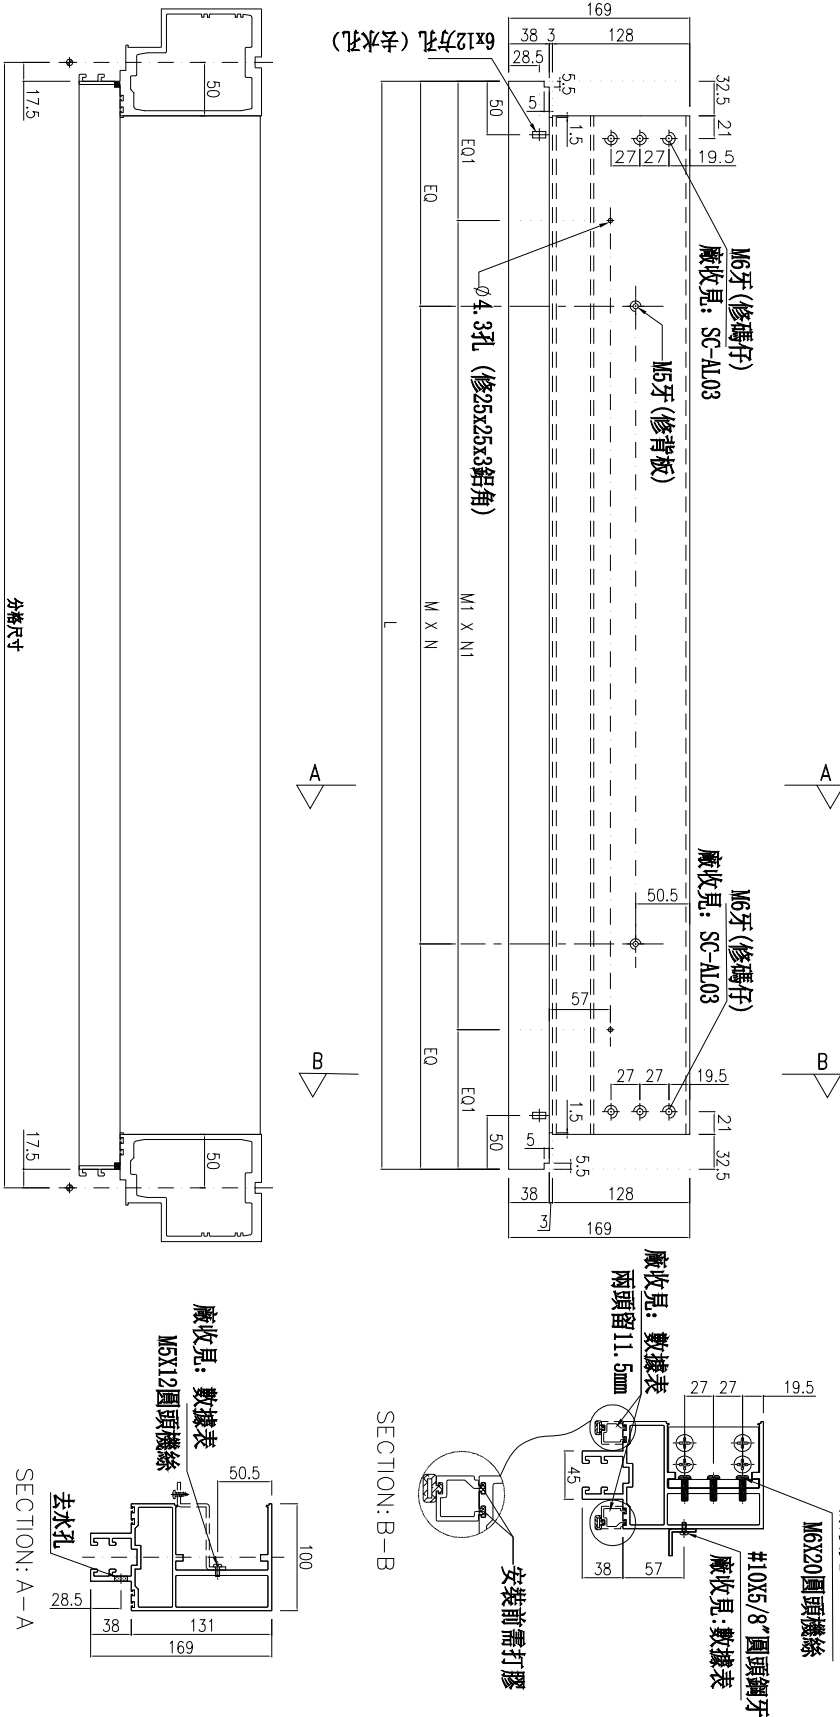 169
38
3
128
28.5
6x12方孔 (去水孔)
5.5
32.5
50
5
1.5
21
27
27
19.5
EQ1
EQ
M6牙(修碼仔)
廠收見: SC-AL03
M5牙(修背板)
Ø4.3孔 (修25x25x3鋁角)
M1 X N1
M X N
L
A
A
M6牙(修碼仔)
廠收見: SC-AL03
50.5
57
B
B
EQ
EQ1
27
27
19.5
1.5
21
50
5
5.5
32.5
38
128
3
169
50
17.5
分格尺寸
17.5
50
廠收見: 數據表
兩頭留11.5mm
27
27
19.5
45
38
57
M6X20圓頭機絲
#10X5/8"圓頭鋼牙
廠收見:數據表
安裝前需打膠
SECTION:B-B
廠收見: 數據表
M5X12圓頭機絲
50.5
100
去水孔
28.5
38
131
169
SECTION:A-A